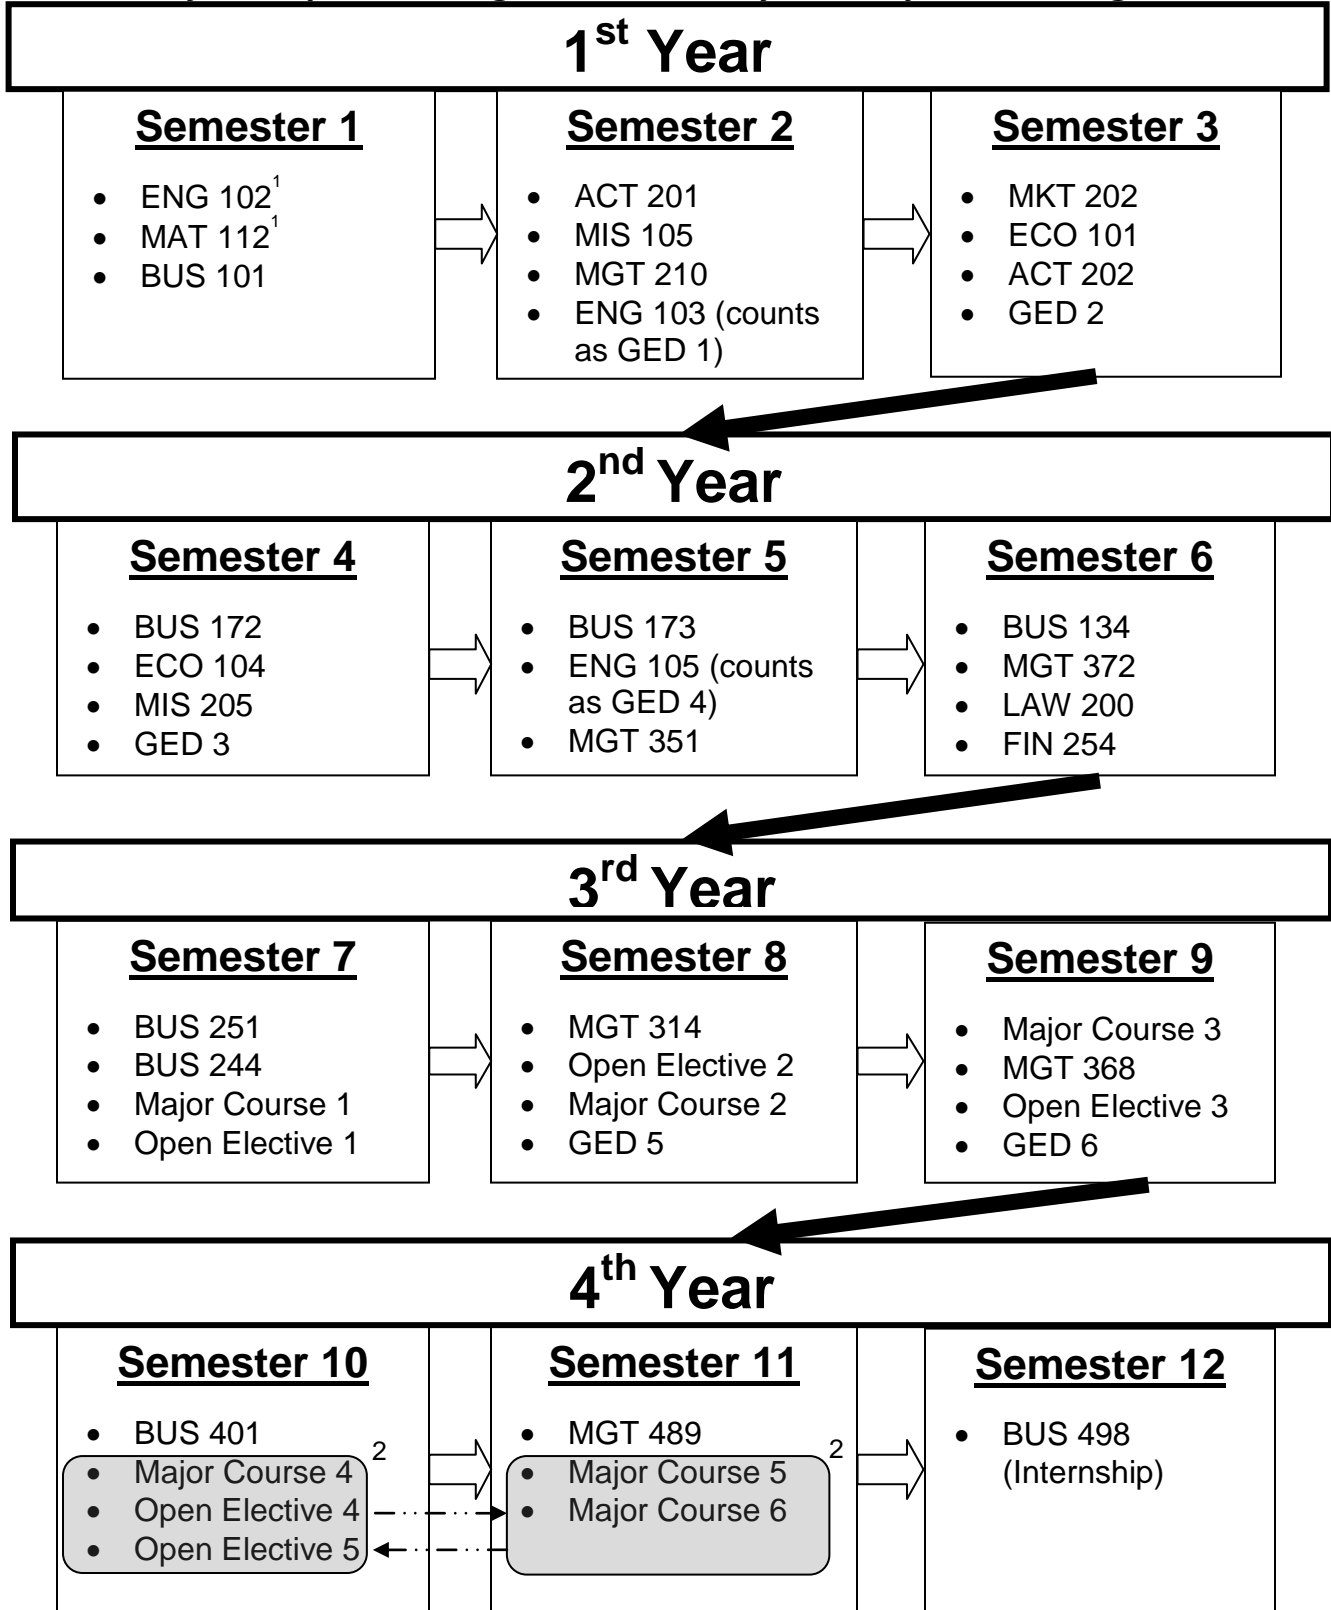 1st Year
Semester 1
• ENG 102¹
• MAT 112¹
• BUS 101
Semester 2
• ACT 201
• MIS 105
• MGT 210
• ENG 103 (counts
as GED 1)
Semester 3
• MKT 202
• ECO 101
• ACT 202
• GED 2
2nd Year
Semester 4
• BUS 172
• ECO 104
• MIS 205
• GED 3
Semester 5
• BUS 173
• ENG 105 (counts
as GED 4)
• MGT 351
Semester 6
• BUS 134
• MGT 372
• LAW 200
• FIN 254
3rd Year
Semester 7
• BUS 251
• BUS 244
• Major Course 1
• Open Elective 1
Semester 8
• MGT 314
• Open Elective 2
• Major Course 2
• GED 5
Semester 9
• Major Course 3
• MGT 368
• Open Elective 3
• GED 6
4th Year
Semester 10
• BUS 401
2
• Major Course 4
• Open Elective 4
• Open Elective 5
Semester 11
• MGT 489
2
• Major Course 5
• Major Course 6
Semester 12
• BUS 498
(Internship)